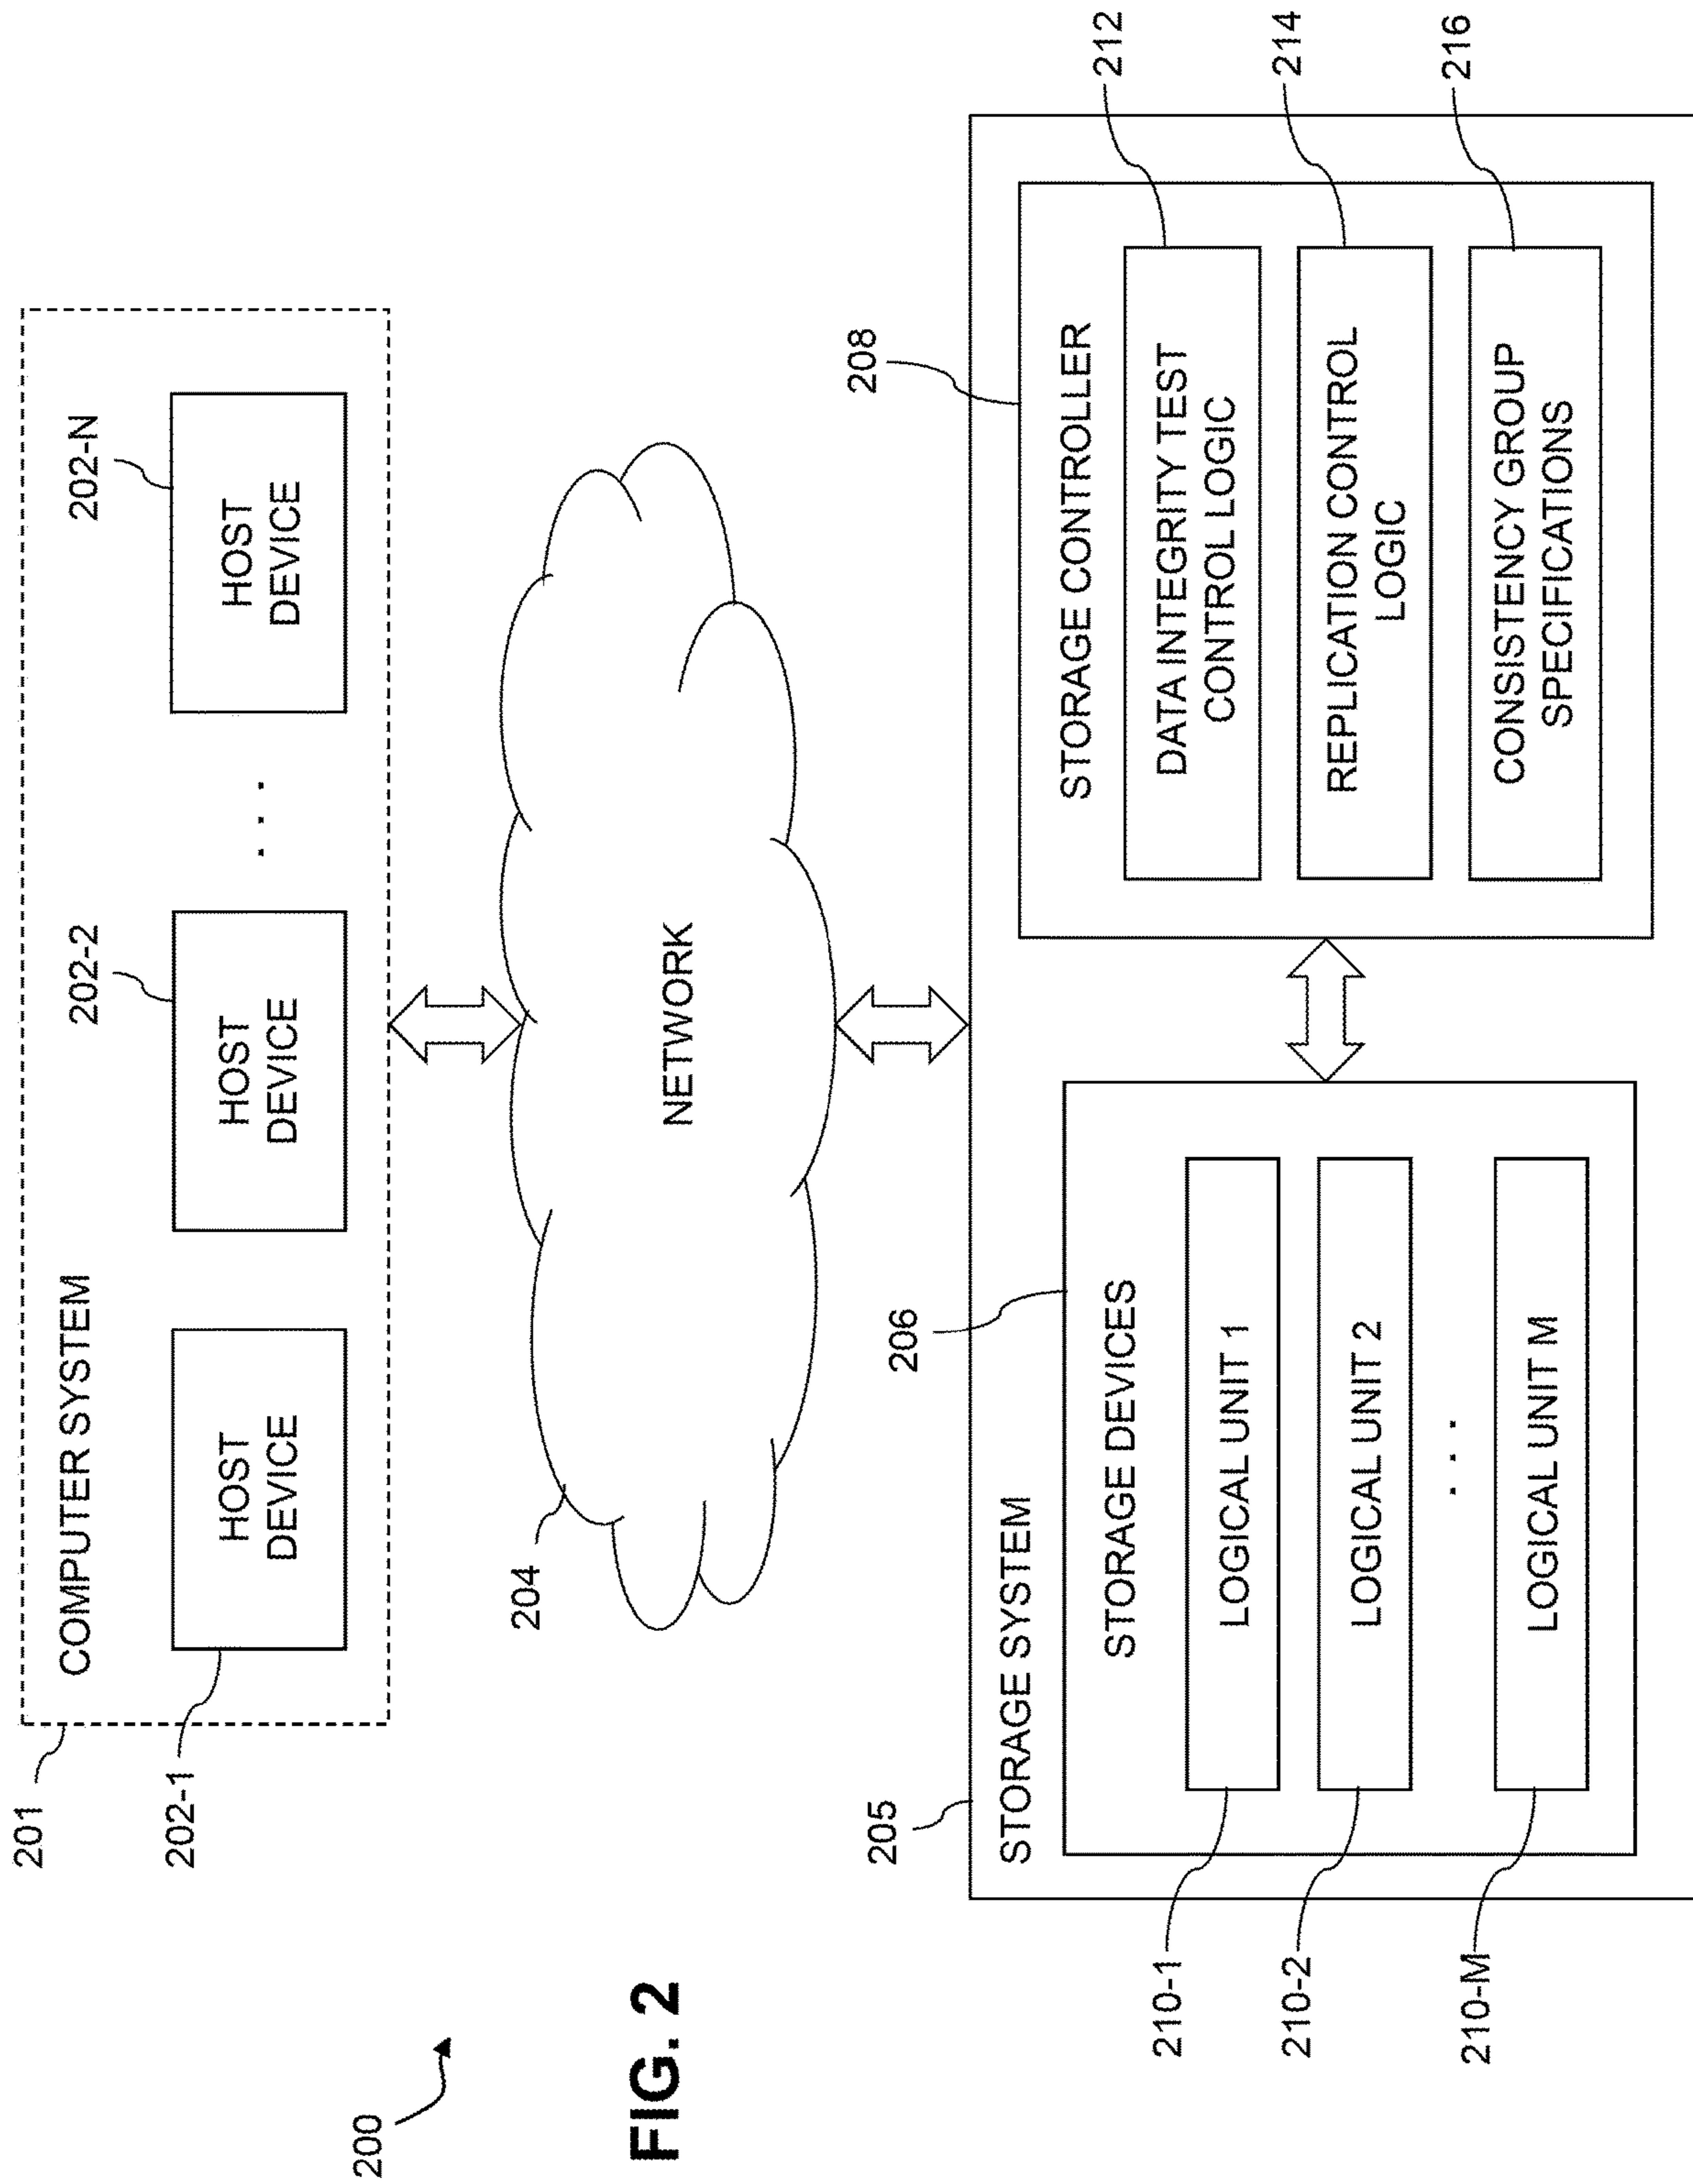 200
FIG. 2
201
COMPUTER SYSTEM
202-1
HOST
DEVICE
202-2
HOST
DEVICE
. . .
202-N
HOST
DEVICE
204
NETWORK
205
STORAGE SYSTEM
206
STORAGE DEVICES
210-1
LOGICAL UNIT 1
210-2
LOGICAL UNIT 2
. . .
210-M
LOGICAL UNIT M
208
STORAGE CONTROLLER
DATA INTEGRITY TEST
CONTROL LOGIC
212
REPLICATION CONTROL
LOGIC
214
CONSISTENCY GROUP
SPECIFICATIONS
216